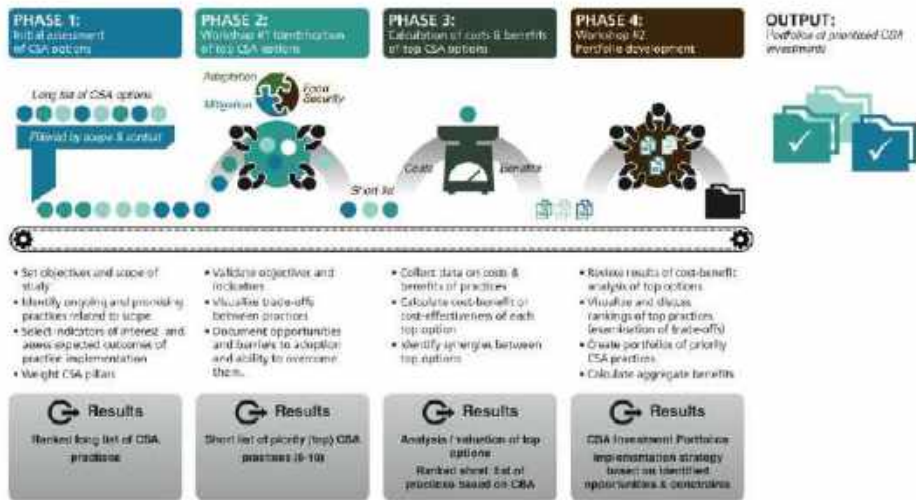 PHASE 1:
Initial assessment
of CSA options
PHASE 2:
Workshop #1 Identification
of top CSA options
PHASE 3:
Calculation of costs & benefits
of top CSA options
PHASE 4:
Workshop #2
Portfolio development
OUTPUT:
Portfolios of prioritized CSA
investments
Long list of CSA options
Filtered by scope & context
Adaptation
Mitigation
Food
Security
Short list
Costs
Benefits
• Set objectives and scope of
study
• Identify ongoing and promising
practices related to scope
• Select indicators of interest and
assess expected outcomes of
practice implementation
• Weight CSA pillars
• Validate objectives and
indicators
• Visualize trade-offs
between practices
• Document opportunities
and barriers to adoption
and ability to overcome
them.
• Collect data on costs &
benefits of practices
• Calculate cost-benefit or
cost-effectiveness of each
top option
• Identify synergies between
top options
• Review results of cost-benefit
analysis of top options
• Visualize and discuss
rankings of top practices
(examination of trade-offs)
• Create portfolios of priority
CSA practices
• Calculate aggregate benefits
Results
Ranked long list of CSA
practices
Results
Short list of priority (top) CSA
practices (6-10)
Results
Analysis / valuation of top
options
Ranked short list of
practices based on CBA
Results
CSA Investment Portfolios
Implementation strategy
based on identified
opportunities & constraints